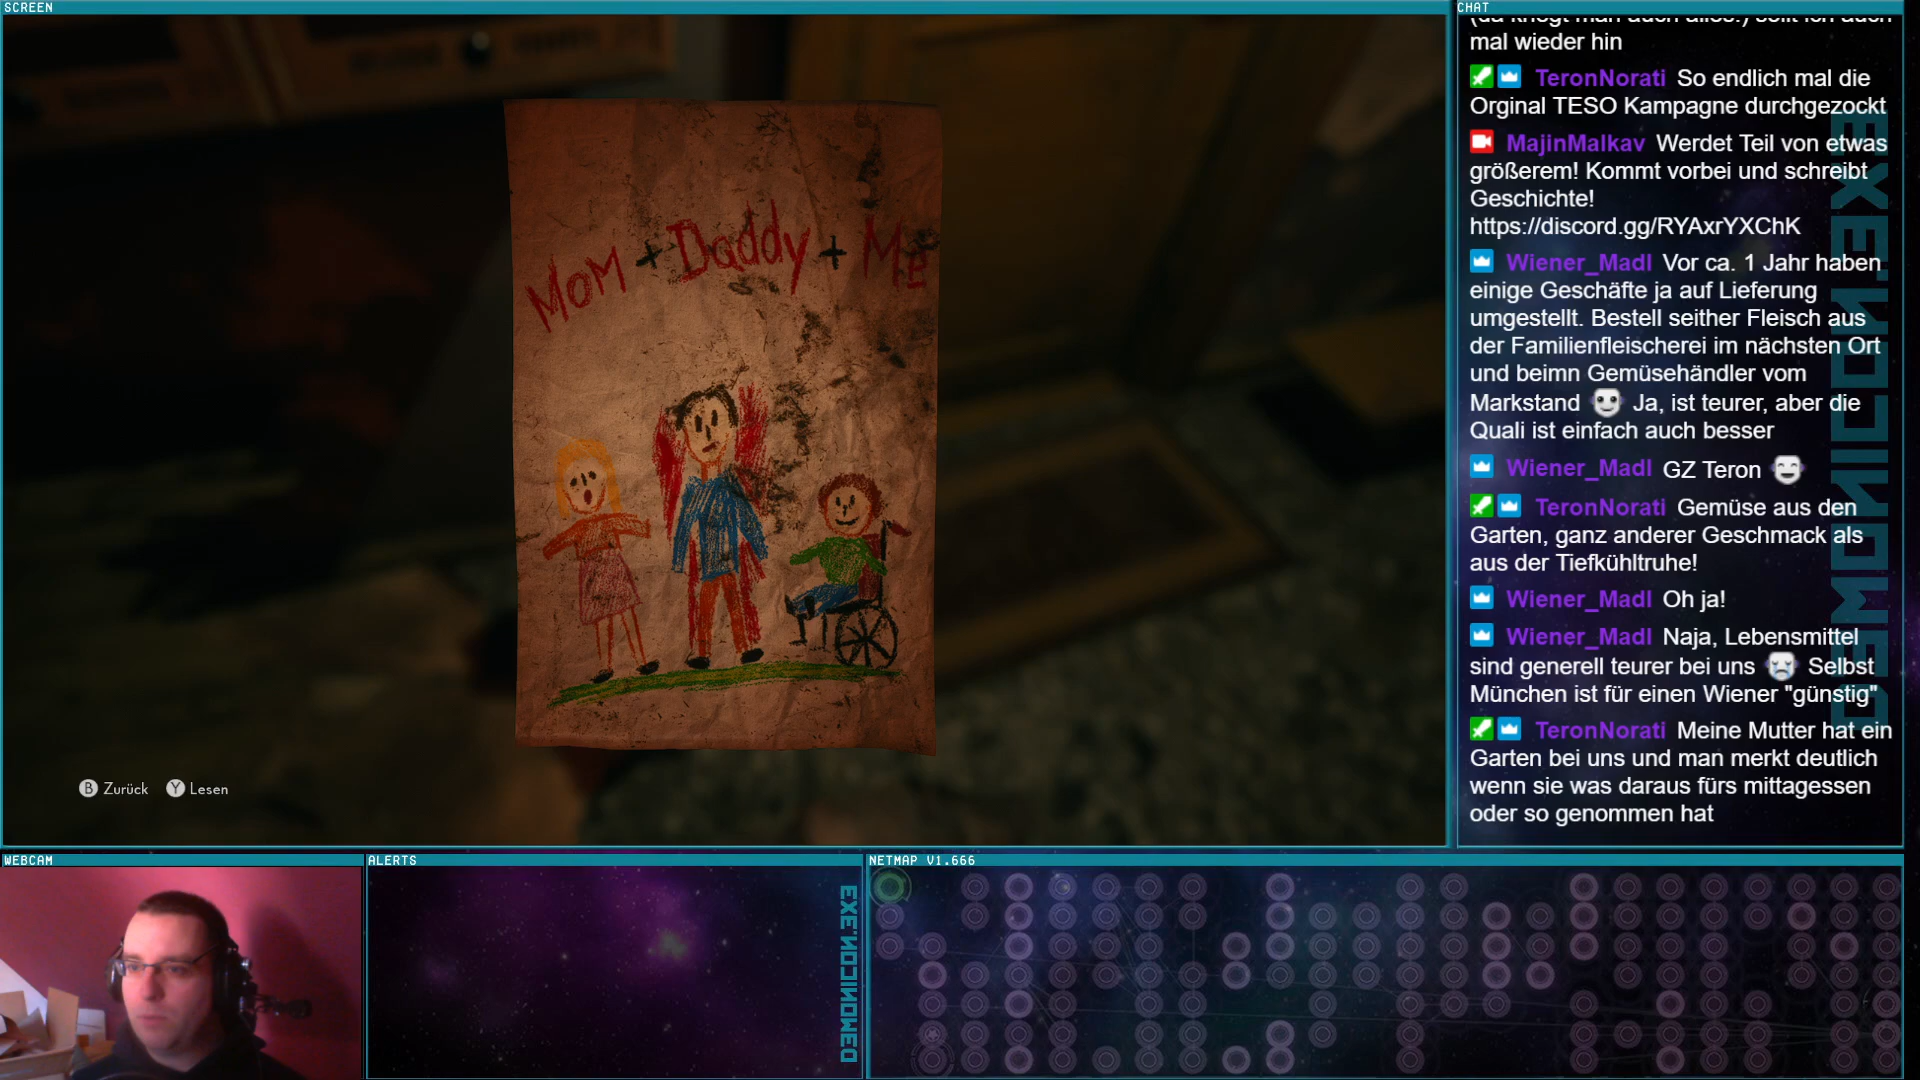 SCREEN
CHAT
mal wieder hin
TeronNorati So endlich mal die
Orginal TESO Kampagne durchgezockt
MajinMalkav Werdet Teil von etwas
größerem! Kommt vorbei und schreibt
Geschichte!
https://discord.gg/RYAxrYXChK
Wiener_Madl Vor ca. 1 Jahr haben
einige Geschäfte ja auf Lieferung
umgestellt. Bestell seither Fleisch aus
der Familienfleischerei im nächsten Ort
und beimn Gemüsehändler vom
Markstand Ja, ist teurer, aber die
Quali ist einfach auch besser
Wiener_Madl GZ Teron
TeronNorati Gemüse aus den
Garten, ganz anderer Geschmack als
aus der Tiefkühltruhe!
Wiener_Madl Oh ja!
Wiener_Madl Naja, Lebensmittel
sind generell teurer bei uns Selbst
München ist für einen Wiener "günstig"
TeronNorati Meine Mutter hat ein
Garten bei uns und man merkt deutlich
wenn sie was daraus fürs mittagessen
oder so genommen hat
MOM + Daddy + ME
B Zurück Y Lesen
WEBCAM
ALERTS
NETMAP V1.666